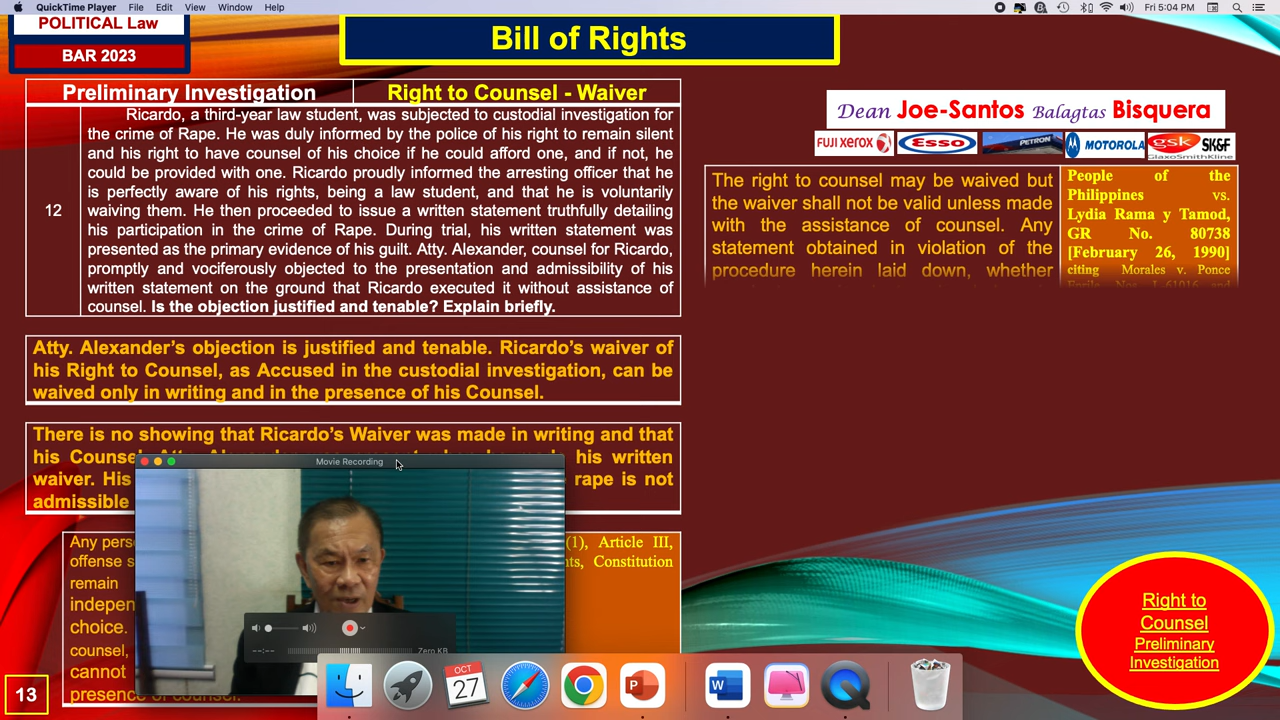 QuickTime Player File Edit View Window Help
Fri 5:04 PM
POLITICAL Law
BAR 2023
Bill of Rights
Preliminary Investigation
Right to Counsel - Waiver
12
Ricardo, a third-year law student, was subjected to custodial investigation for
the crime of Rape. He was duly informed by the police of his right to remain silent
and his right to have counsel of his choice if he could afford one, and if not, he
could be provided with one. Ricardo proudly informed the arresting officer that he
is perfectly aware of his rights, being a law student, and that he is voluntarily
waiving them. He then proceeded to issue a written statement truthfully detailing
his participation in the crime of Rape. During trial, his written statement was
presented as the primary evidence of his guilt. Atty. Alexander, counsel for Ricardo,
promptly and vociferously objected to the presentation and admissibility of his
written statement on the ground that Ricardo executed it without assistance of
counsel. Is the objection justified and tenable? Explain briefly.
Atty. Alexander's objection is justified and tenable. Ricardo's waiver of
his Right to Counsel, as Accused in the custodial investigation, can be
waived only in writing and in the presence of his Counsel.
There is no showing that Ricardo's Waiver was made in writing and that
his Counsel his written
waiver. His rape is not
admissible
Any pers (1), Article III,
offense s ts, Constitution
remain
indepen
choice.
counsel,
cannot
presence of counsel.
Movie Recording
--:-- Zero KB
Dean Joe-Santos Balagtas Bisquera
FUJI XEROX
ESSO
PETRON
MOTOROLA
gsk SK&F
GlaxoSmithKline
The right to counsel may be waived but
the waiver shall not be valid unless made
with the assistance of counsel. Any
statement obtained in violation of the
procedure herein laid down, whether
People of the
Philippines vs.
Lydia Rama y Tamod,
GR No. 80738
[February 26, 1990]
citing Morales v. Ponce
Enrile, Nos. L-61016 and
Right to
Counsel
Preliminary
Investigation
13
OCT
27
P
W